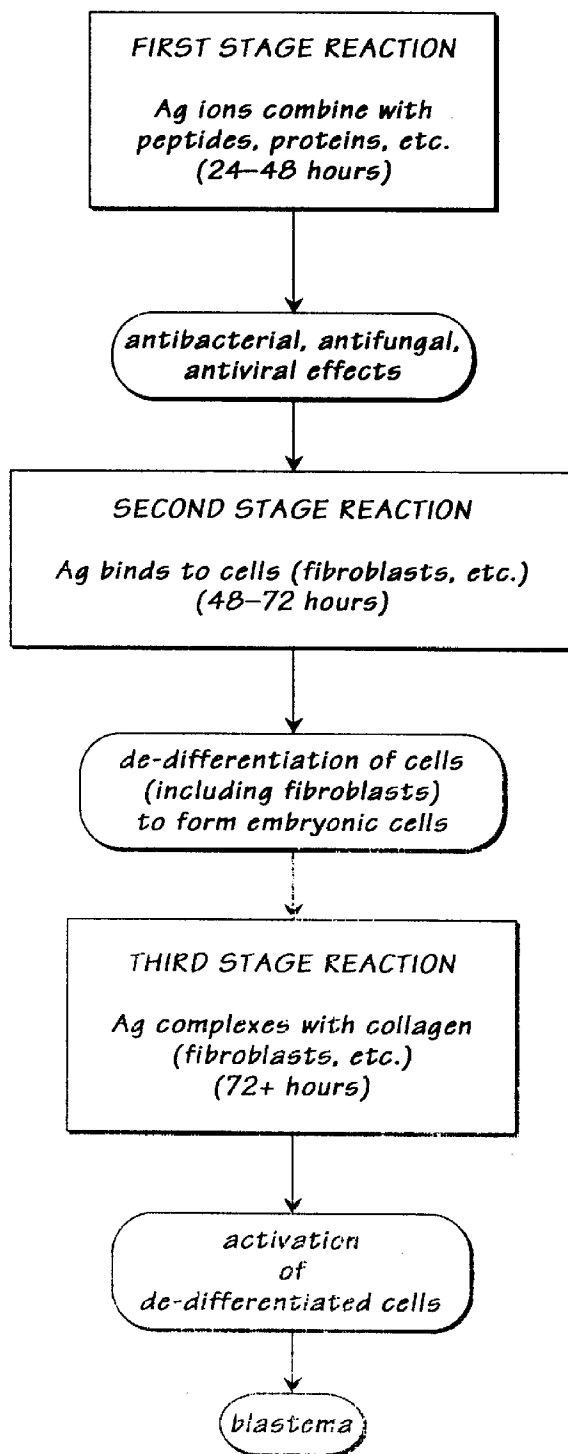 FIRST STAGE REACTION
Ag ions combine with
peptides, proteins, etc.
(24–48 hours)
antibacterial, antifungal,
antiviral effects
SECOND STAGE REACTION
Ag binds to cells (fibroblasts, etc.)
(48–72 hours)
de-differentiation of cells
(including fibroblasts)
to form embryonic cells
THIRD STAGE REACTION
Ag complexes with collagen
(fibroblasts, etc.)
(72+ hours)
activation
of
de-differentiated cells
blastema